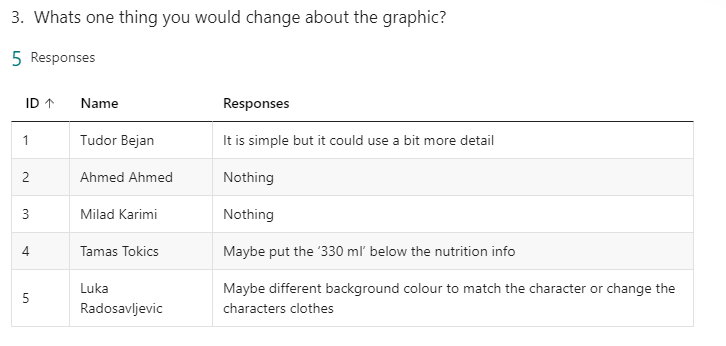 3. Whats one thing you would change about the graphic?
5 Responses
ID ↑ Name Responses
1 Tudor Bejan It is simple but it could use a bit more detail
2 Ahmed Ahmed Nothing
3 Milad Karimi Nothing
4 Tamas Tokics Maybe put the ‘330 ml’ below the nutrition info
5 Luka Radosavljevic Maybe different background colour to match the character or change the
characters clothes